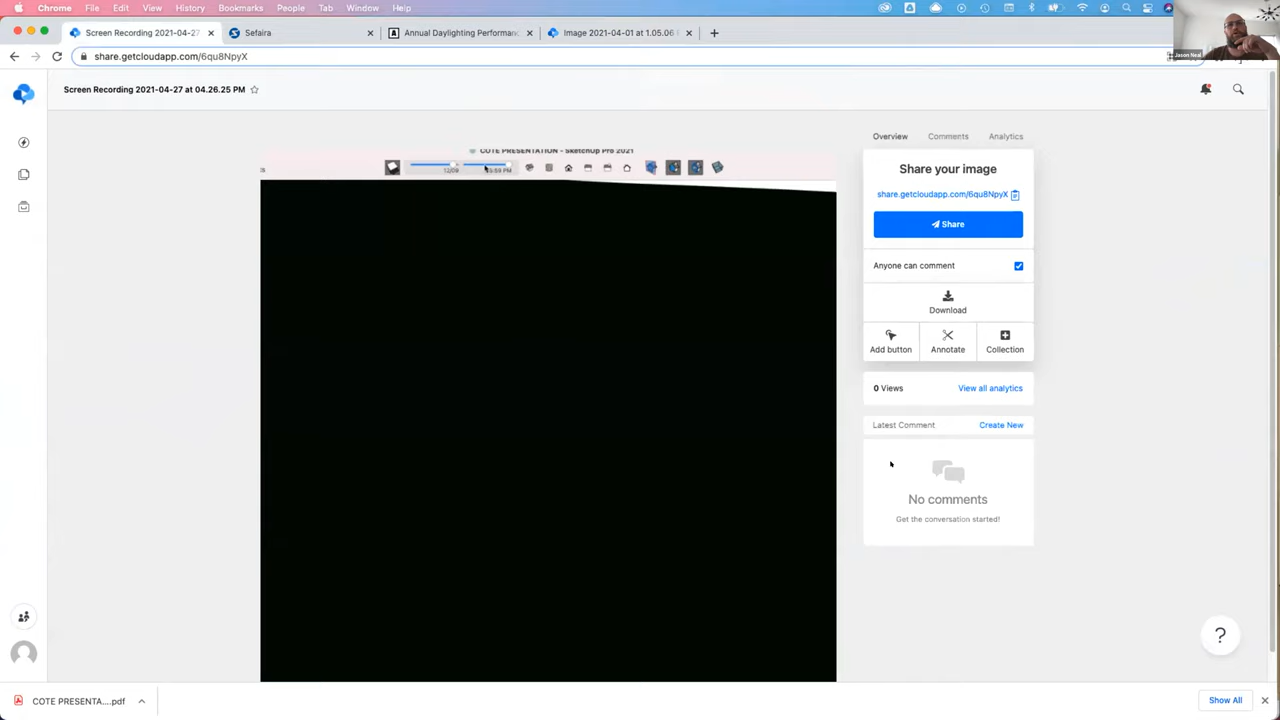 Chrome File Edit View History Bookmarks People Tab Window Help
Screen Recording 2021-04-27
Sefaira
Annual Daylighting Performanc
Image 2021-04-01 at 1.05.06
share.getcloudapp.com/6qu8NpyX
Jason Neal
Screen Recording 2021-04-27 at 04.26.25 PM
Overview Comments Analytics
COTE PRESENTATION - SketchUp Pro 2021
12/09
Share your image
share.getcloudapp.com/6qu8NpyX
Share
Anyone can comment
Download
Add button Annotate Collection
0 Views View all analytics
Latest Comment Create New
No comments
Get the conversation started!
?
COTE PRESENTA....pdf
Show All